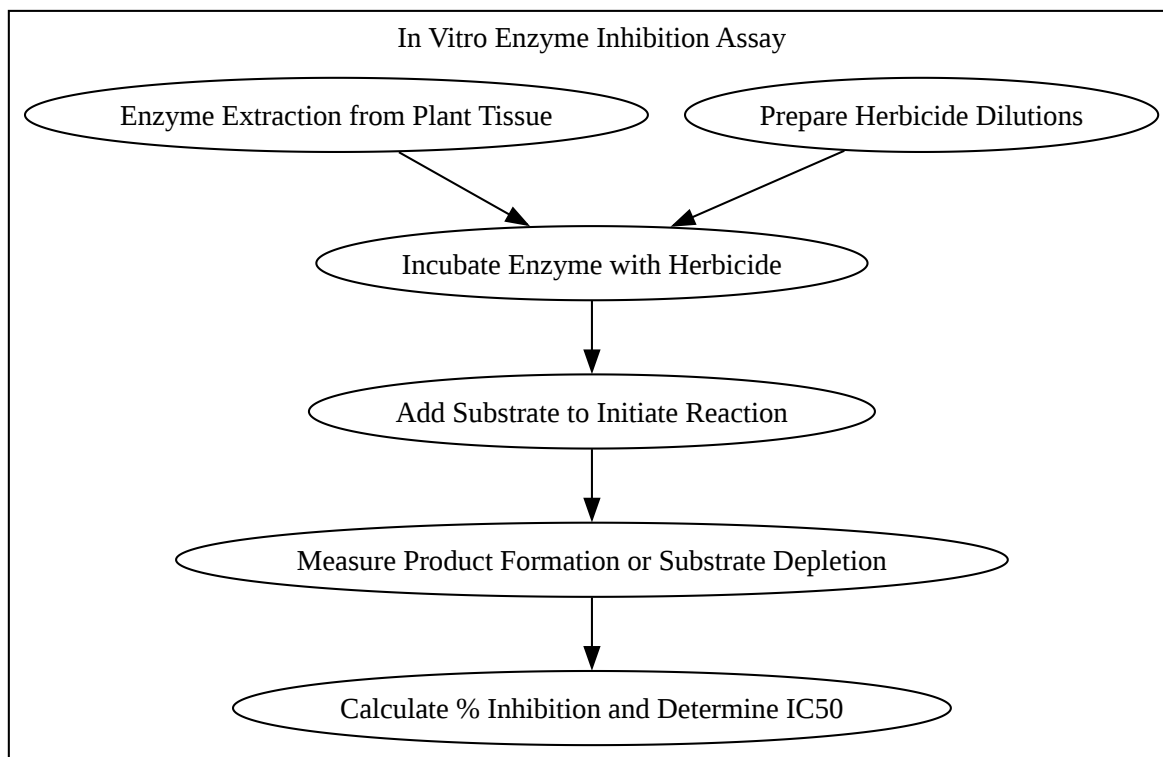 In Vitro Enzyme Inhibition Assay
Enzyme Extraction from Plant Tissue
Prepare Herbicide Dilutions
Incubate Enzyme with Herbicide
Add Substrate to Initiate Reaction
Measure Product Formation or Substrate Depletion
Calculate % Inhibition and Determine IC50